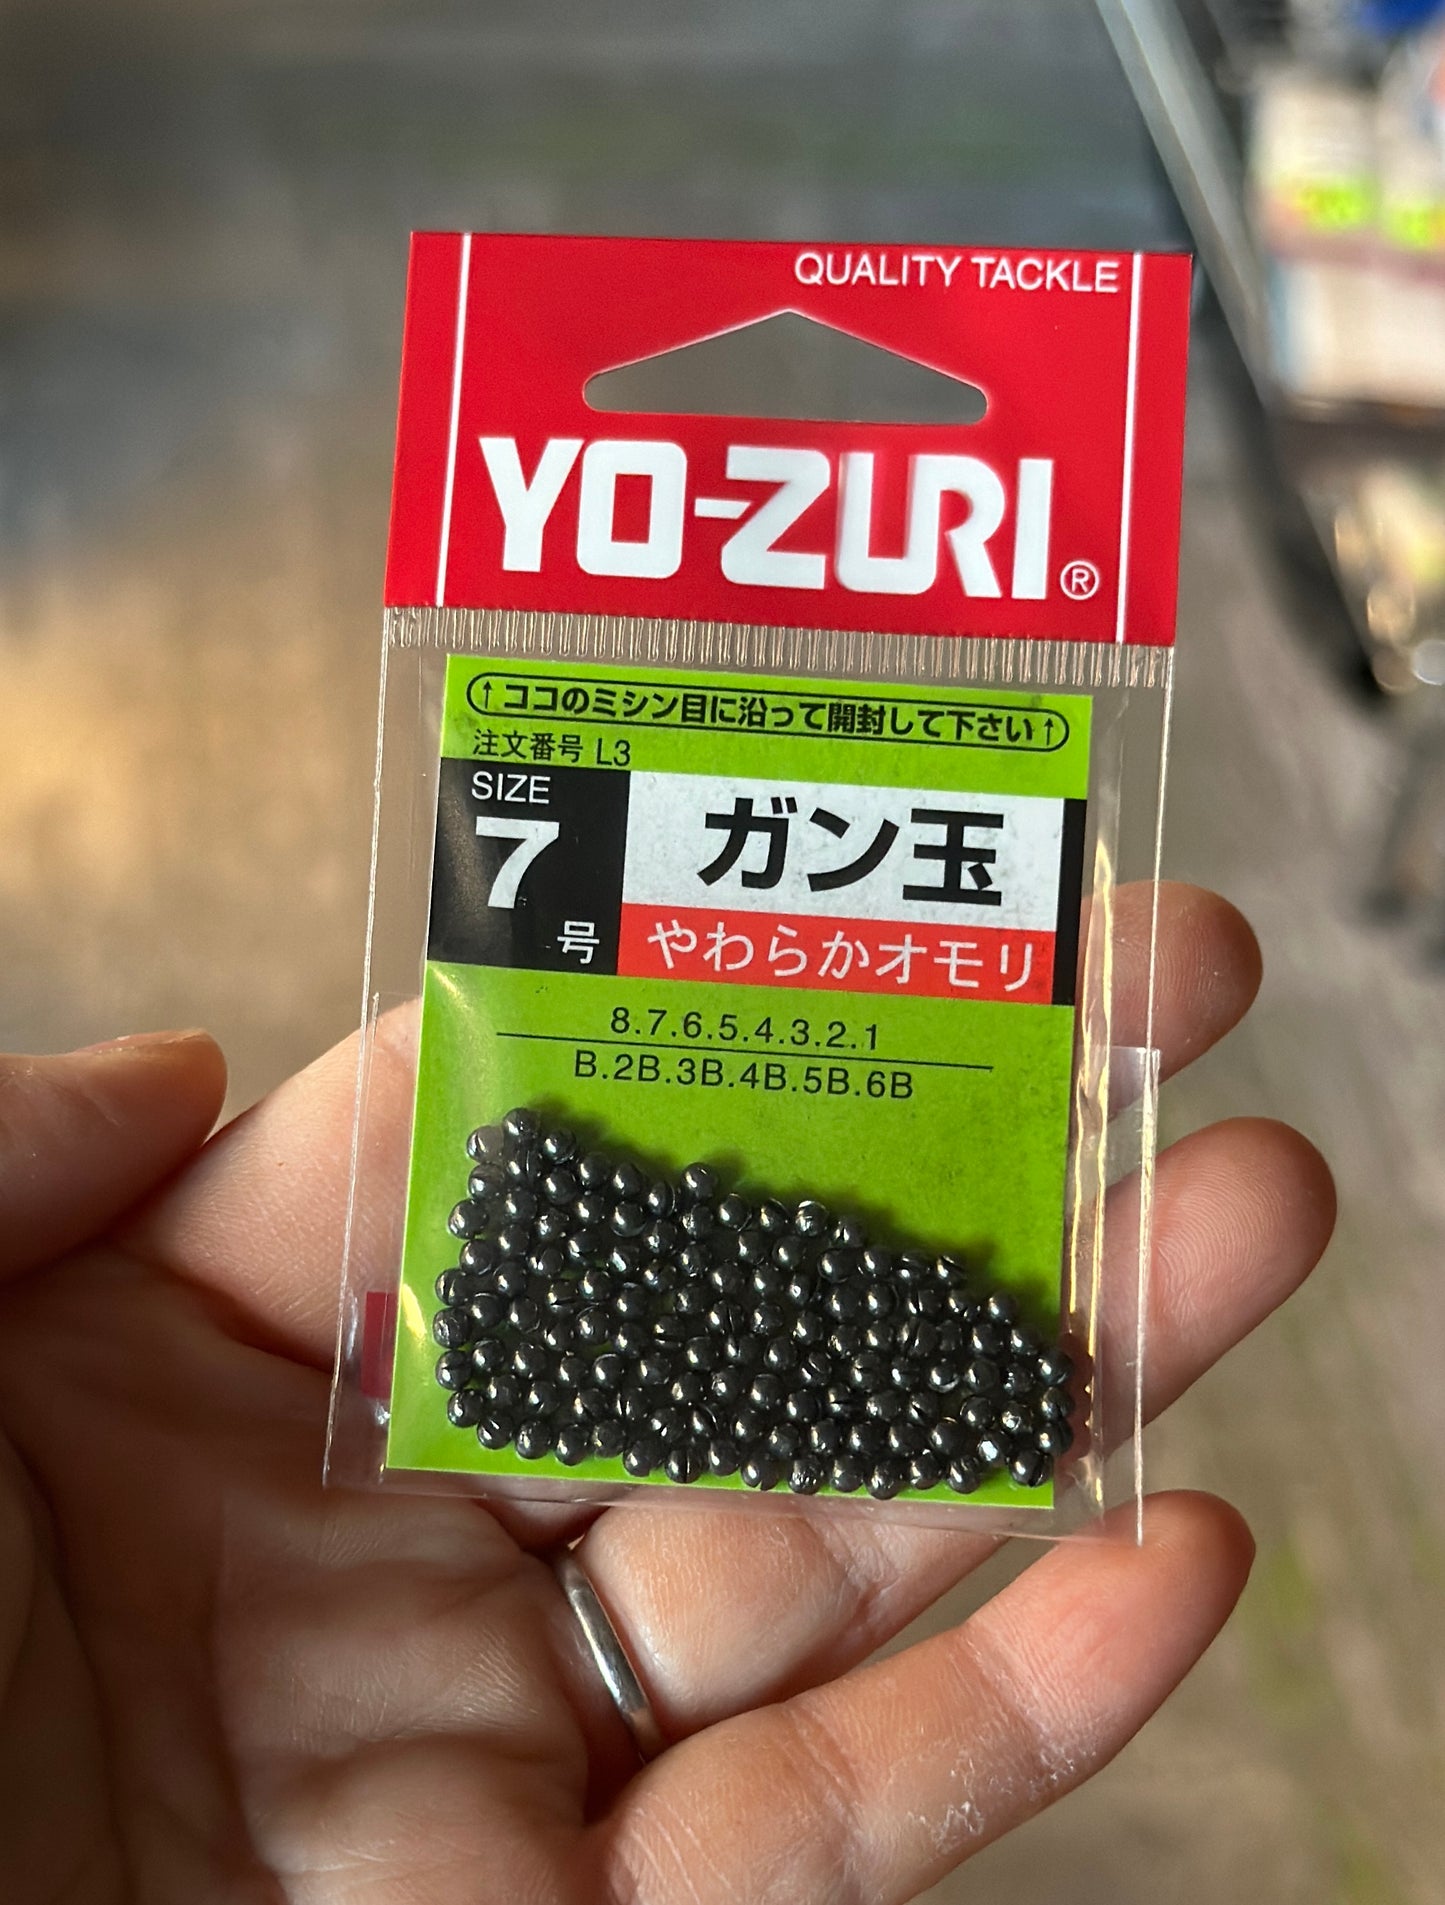 QUALITY TACKLE
YO-ZURI®
↑ココのミシン目に沿って開封して下さい↑
注文番号 L3
SIZE
7
号
ガン玉
やわらかオモリ
8.7.6.5.4.3.2.1
B.2B.3B.4B.5B.6B